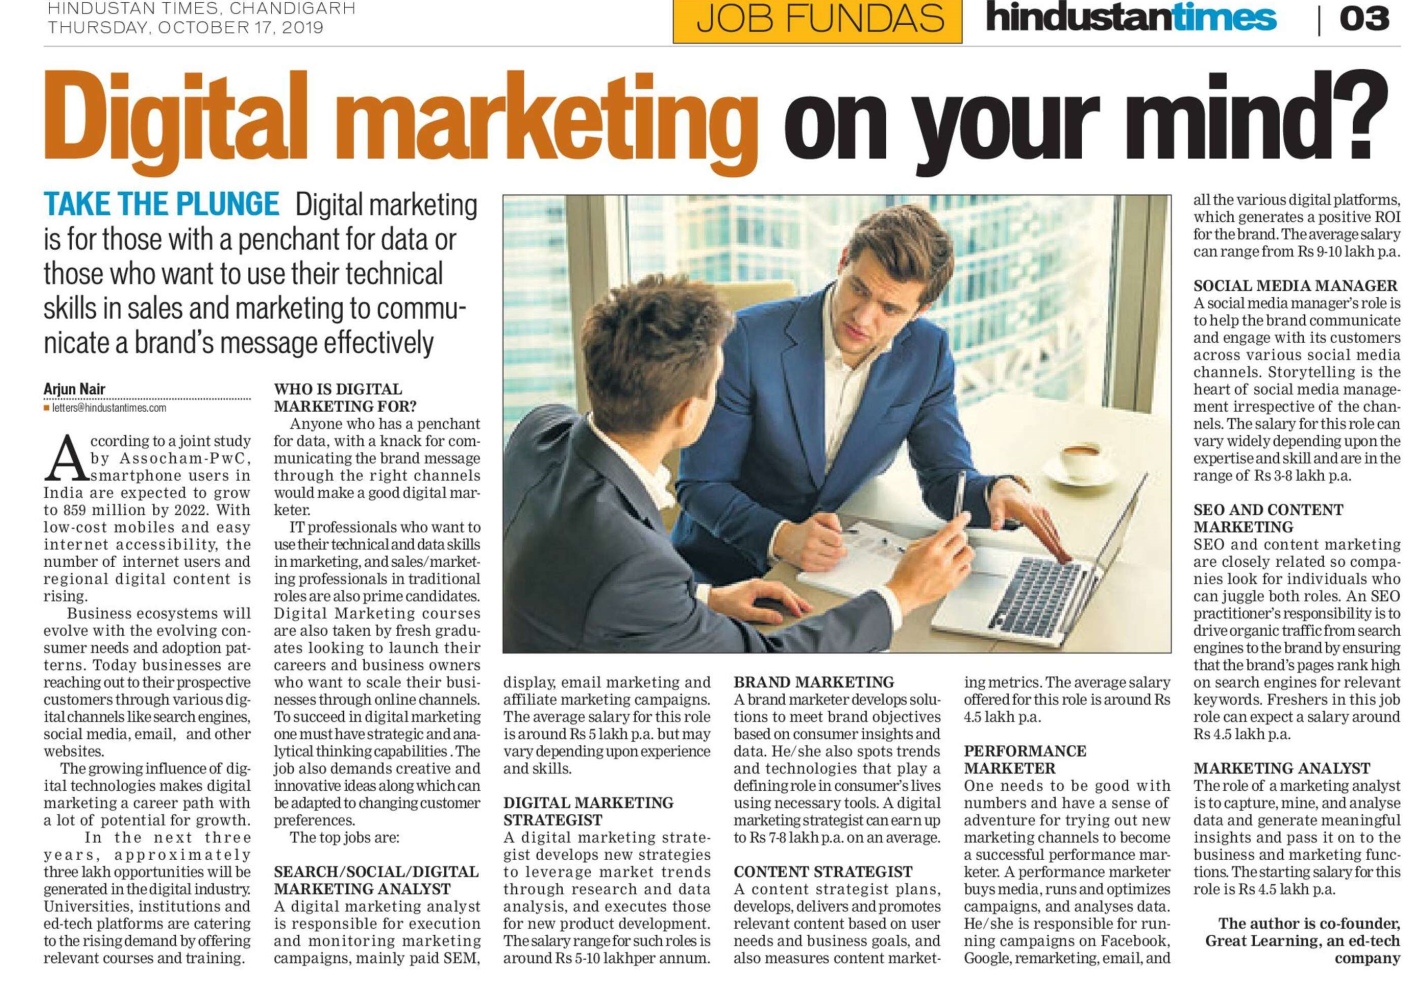 HINDUSTAN TIMES, CHANDIGARH
THURSDAY, OCTOBER 17, 2019
JOB FUNDAS
hindustantimes | 03
Digital marketing on your mind?
TAKE THE PLUNGE Digital marketing
is for those with a penchant for data or
those who want to use their technical
skills in sales and marketing to commu-
nicate a brand's message effectively
Arjun Nair
letters@hindustantimes.com
According to a joint study
by Assocham-PwC,
smartphone users in
India are expected to grow
to 859 million by 2022. With
low-cost mobiles and easy
internet accessibility, the
number of internet users and
regional digital content is
rising.
Business ecosystems will
evolve with the evolving con-
sumer needs and adoption pat-
terns. Today businesses are
reaching out to their prospective
customers through various dig-
ital channels like search engines,
social media, email, and other
websites.
The growing influence of dig-
ital technologies makes digital
marketing a career path with
a lot of potential for growth.
In the next three
years, approximately
three lakh opportunities will be
generated in the digital industry.
Universities, institutions and
ed-tech platforms are catering
to the rising demand by offering
relevant courses and training.
WHO IS DIGITAL
MARKETING FOR?
Anyone who has a penchant
for data, with a knack for com-
municating the brand message
through the right channels
would make a good digital mar-
keter.
IT professionals who want to
use their technical and data skills
in marketing, and sales/market-
ing professionals in traditional
roles are also prime candidates.
Digital Marketing courses
are also taken by fresh gradu-
ates looking to launch their
careers and business owners
who want to scale their busi-
nesses through online channels.
To succeed in digital marketing
one must have strategic and ana-
lytical thinking capabilities . The
job also demands creative and
innovative ideas along which can
be adapted to changing customer
preferences.
The top jobs are:
SEARCH/SOCIAL/DIGITAL
MARKETING ANALYST
A digital marketing analyst
is responsible for execution
and monitoring marketing
campaigns, mainly paid SEM,
display, email marketing and
affiliate marketing campaigns.
The average salary for this role
is around Rs 5 lakh p.a. but may
vary depending upon experience
and skills.
DIGITAL MARKETING
STRATEGIST
A digital marketing strate-
gist develops new strategies
to leverage market trends
through research and data
analysis, and executes those
for new product development.
The salary range for such roles is
around Rs 5-10 lakhper annum.
BRAND MARKETING
A brand marketer develops solu-
tions to meet brand objectives
based on consumer insights and
data. He/she also spots trends
and technologies that play a
defining role in consumer's lives
using necessary tools. A digital
marketing strategist can earn up
to Rs 7-8 lakh p.a. on an average.
CONTENT STRATEGIST
A content strategist plans,
develops, delivers and promotes
relevant content based on user
needs and business goals, and
also measures content market-
ing metrics. The average salary
offered for this role is around Rs
4.5 lakh p.a.
PERFORMANCE
MARKETER
One needs to be good with
numbers and have a sense of
adventure for trying out new
marketing channels to become
a successful performance mar-
keter. A performance marketer
buys media, runs and optimizes
campaigns, and analyses data.
He/she is responsible for run-
ning campaigns on Facebook,
Google, remarketing, email, and
all the various digital platforms,
which generates a positive ROI
for the brand. The average salary
can range from Rs 9-10 lakh p.a.
SOCIAL MEDIA MANAGER
A social media manager's role is
to help the brand communicate
and engage with its customers
across various social media
channels. Storytelling is the
heart of social media manage-
ment irrespective of the chan-
nels. The salary for this role can
vary widely depending upon the
expertise and skill and are in the
range of Rs 3-8 lakh p.a.
SEO AND CONTENT
MARKETING
SEO and content marketing
are closely related so compa-
nies look for individuals who
can juggle both roles. An SEO
practitioner's responsibility is to
drive organic traffic from search
engines to the brand by ensuring
that the brand's pages rank high
on search engines for relevant
keywords. Freshers in this job
role can expect a salary around
Rs 4.5 lakh p.a.
MARKETING ANALYST
The role of a marketing analyst
is to capture, mine, and analyse
data and generate meaningful
insights and pass it on to the
business and marketing func-
tions. The starting salary for this
role is Rs 4.5 lakh p.a.
The author is co-founder,
Great Learning, an ed-tech
company